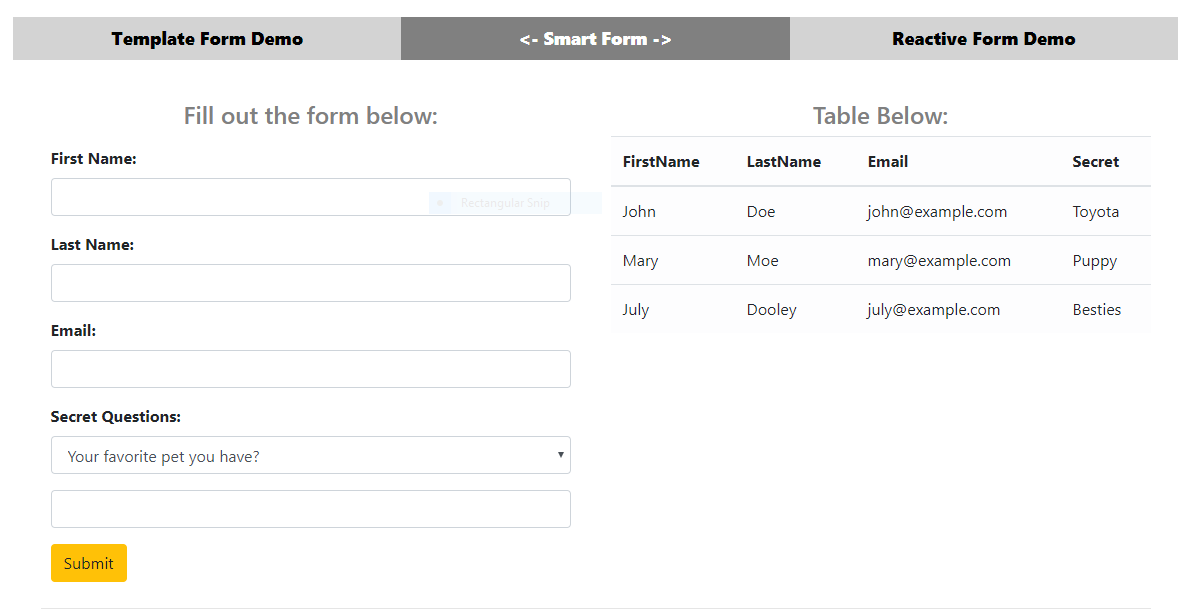 Template Form Demo <- Smart Form -> Reactive Form Demo
Fill out the form below:
First Name:
Rectangular Snip
Last Name:
Email:
Secret Questions:
Your favorite pet you have?
Submit
Table Below:
FirstName LastName Email Secret
John Doe john@example.com Toyota
Mary Moe mary@example.com Puppy
July Dooley july@example.com Besties